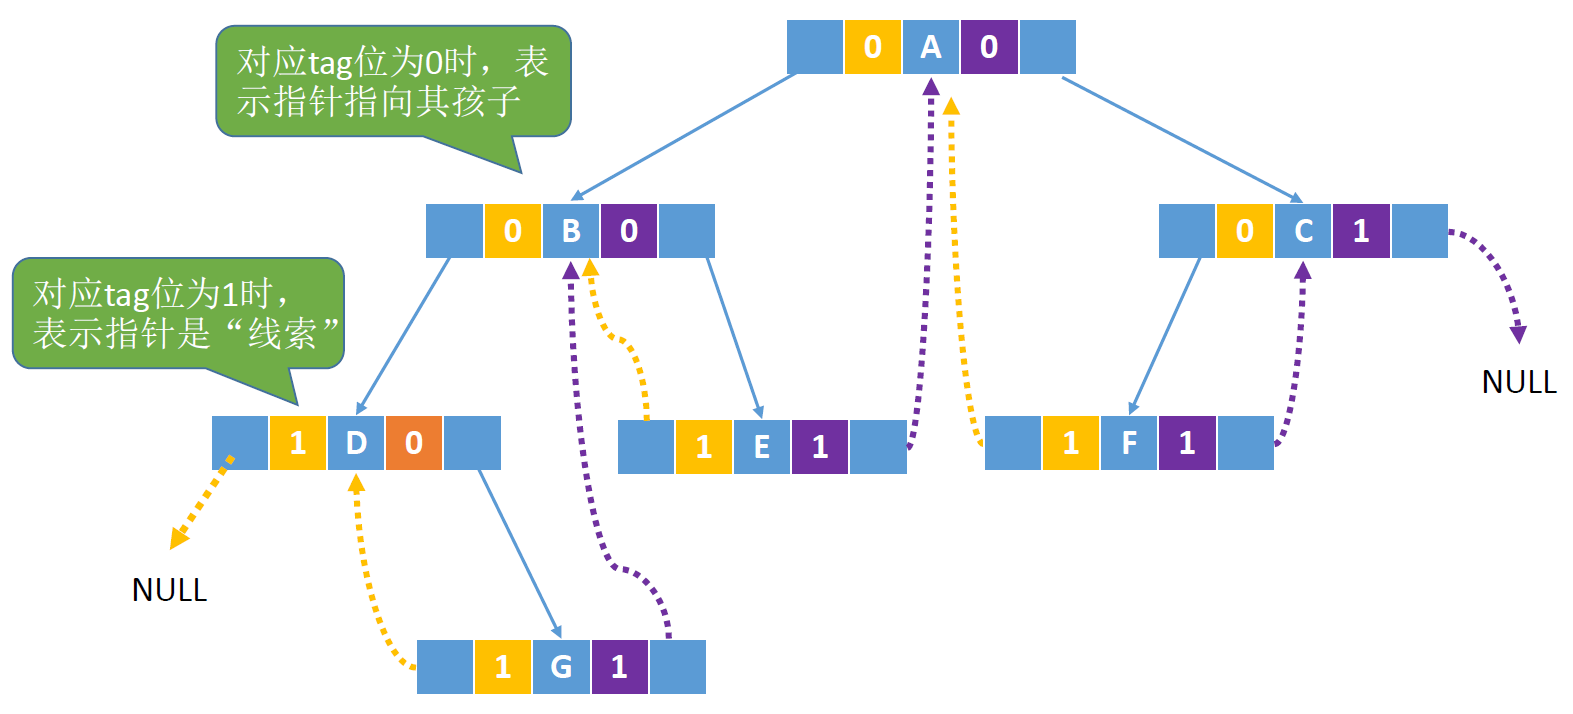 对应tag位为0时，表
示指针指向其孩子
0 A 0
0 B 0
0 C 1
对应tag位为1时，
表示指针是“线索”
NULL
1 D 0
1 E 1
1 F 1
NULL
1 G 1